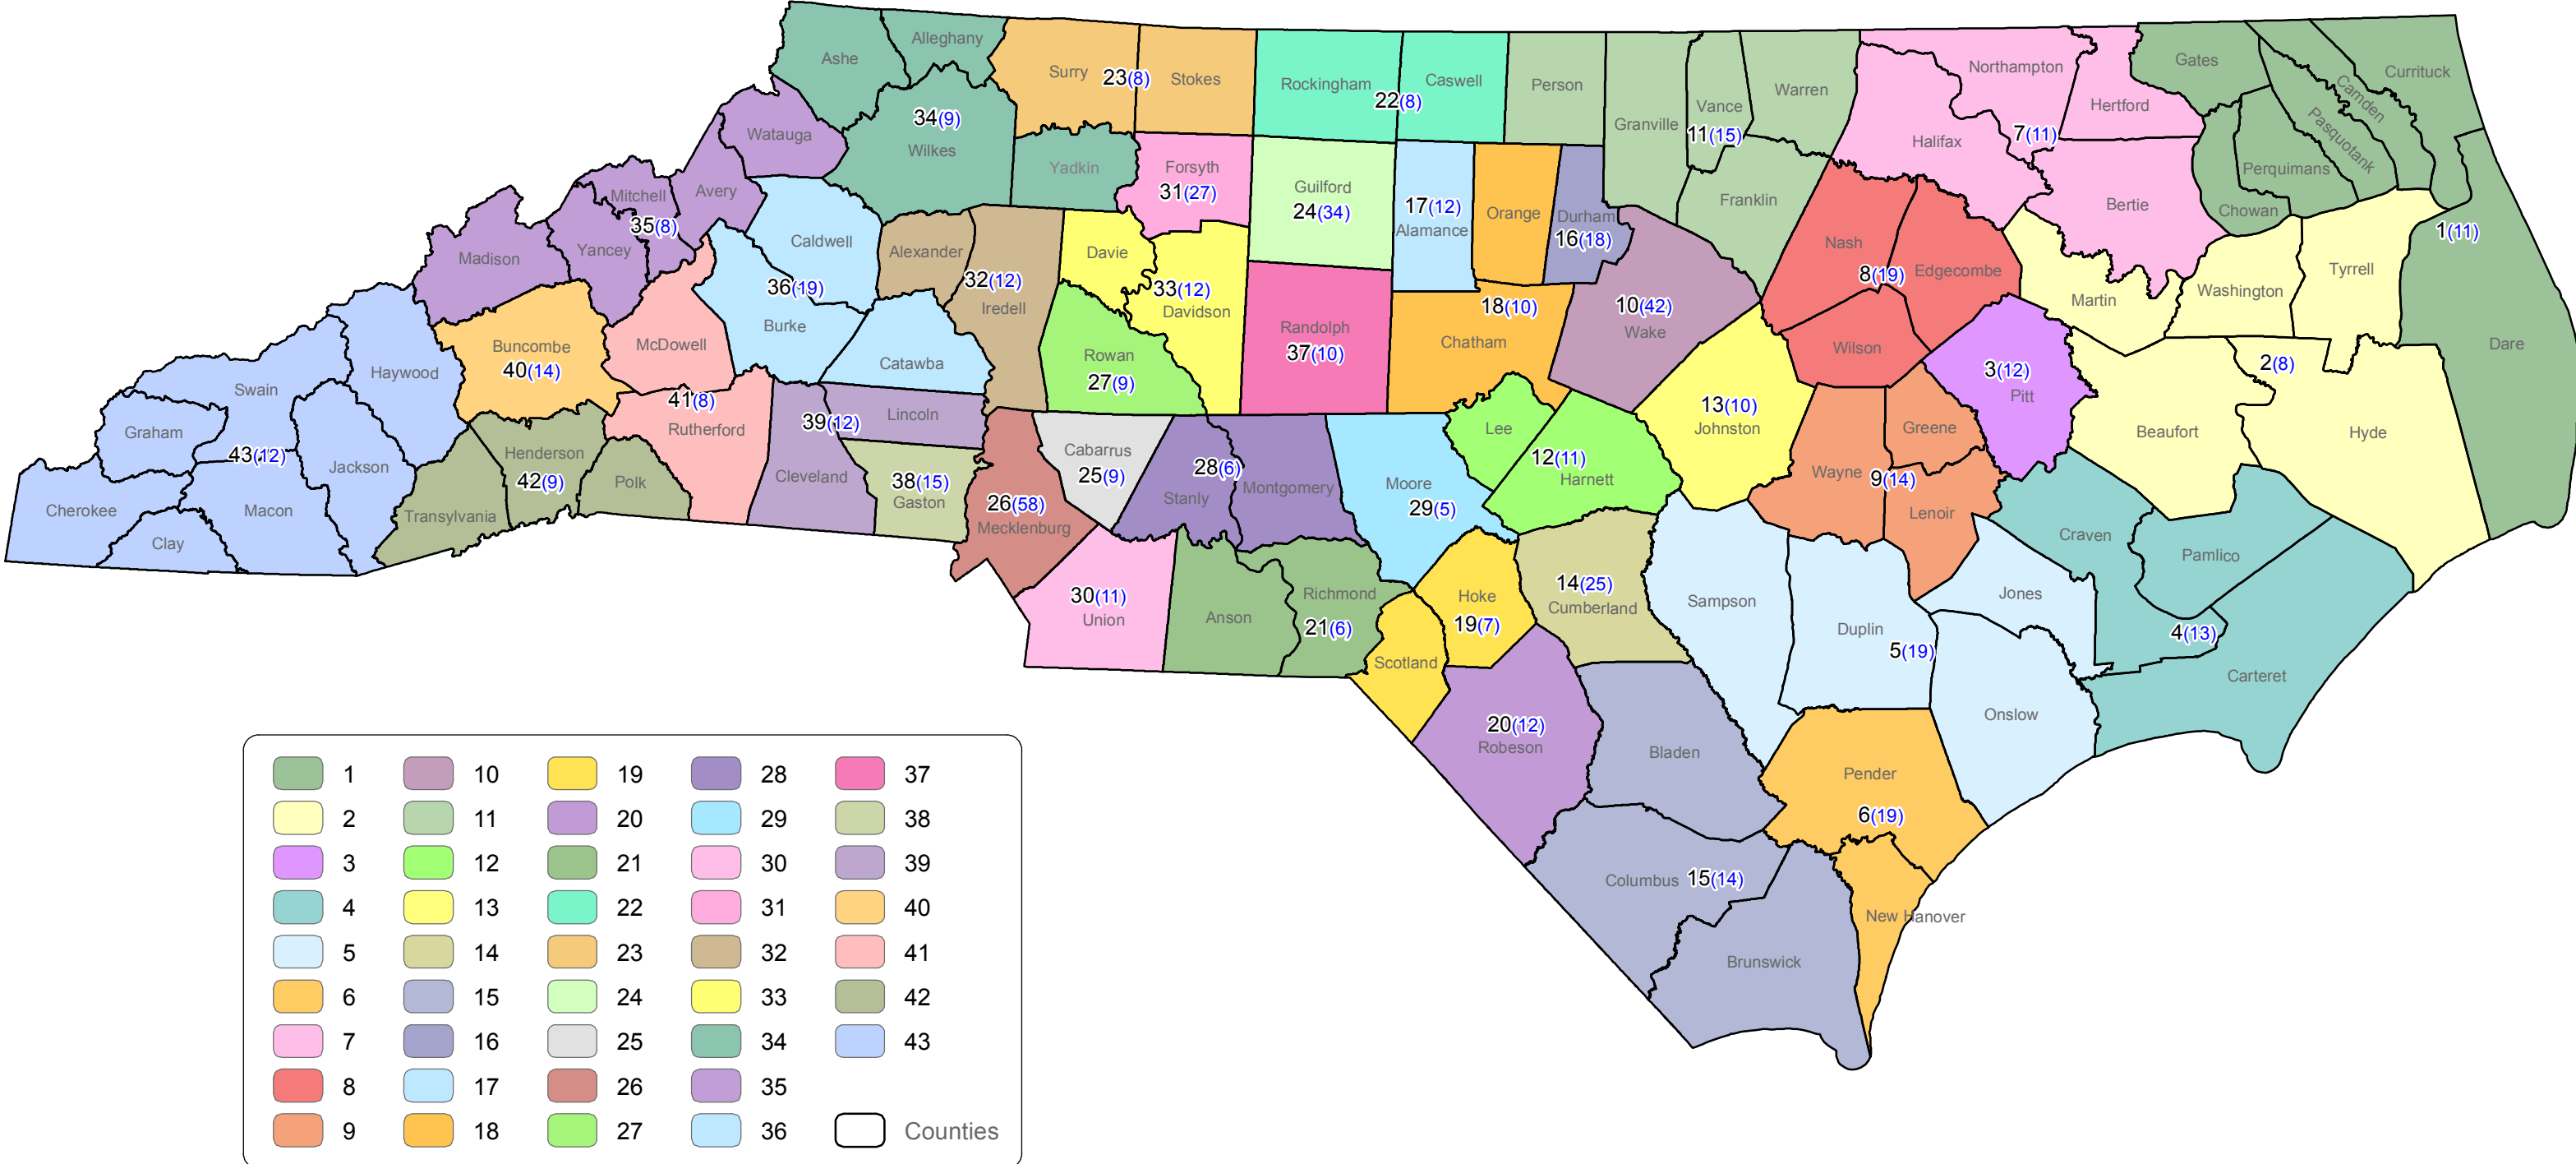 Ashe
Alleghany
Surry
23(8)
Stokes
Rockingham
22(8)
Caswell
Person
Granville
Vance
11(15)
Warren
Northampton
7(11)
Hertford
Gates
Camden
Pasquotank
Currituck
Watauga
34(9)
Wilkes
Yadkin
Forsyth
31(27)
Guilford
24(34)
17(12)
Alamance
Orange
Durham
16(18)
Franklin
Halifax
Bertie
Perquimans
Chowan
1(11)
Mitchell
Avery
35(8)
Yancey
Madison
Caldwell
36(19)
Burke
Alexander
32(12)
Iredell
Davie
33(12)
Davidson
Nash
8(19)
Edgecombe
Martin
Washington
Tyrrell
Dare
Buncombe
40(14)
McDowell
Catawba
Rowan
27(9)
Randolph
37(10)
18(10)
Chatham
10(42)
Wake
Wilson
3(12)
Pitt
2(8)
Haywood
Swain
Graham
43(12)
Jackson
41(8)
Rutherford
39(12)
Lincoln
Cleveland
38(15)
Gaston
Cabarrus
25(9)
28(6)
Stanly
Montgomery
Moore
29(5)
Lee
12(11)
Harnett
13(10)
Johnston
Greene
Wayne
9(14)
Lenoir
Beaufort
Hyde
Henderson
42(9)
Polk
Transylvania
Cherokee
Macon
Clay
26(58)
Mecklenburg
30(11)
Union
Anson
Richmond
21(6)
Scotland
Hoke
19(7)
14(25)
Cumberland
Sampson
Duplin
5(19)
Jones
Craven
Pamlico
4(13)
Carteret
Onslow
20(12)
Robeson
Bladen
Pender
6(19)
Columbus
15(14)
New Hanover
Brunswick
1 10 19 28 37
2 11 20 29 38
3 12 21 30 39
4 13 22 31 40
5 14 23 32 41
6 15 24 33 42
7 16 25 34 43
8 17 26 35
9 18 27 36 Counties